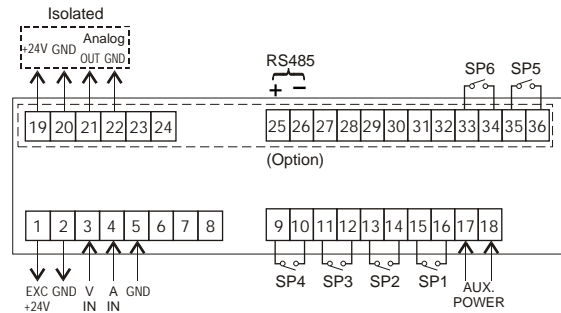 Isolated
+24V GND Analog OUT GND
RS485
+ −
SP6 SP5
19 20 21 22 23 24
25 26 27 28 29 30 31 32 33 34 35 36
(Option)
1 2 3 4 5 6 7 8
9 10 11 12 13 14 15 16 17 18
EXC +24V GND V IN A IN GND
SP4 SP3 SP2 SP1
AUX. POWER